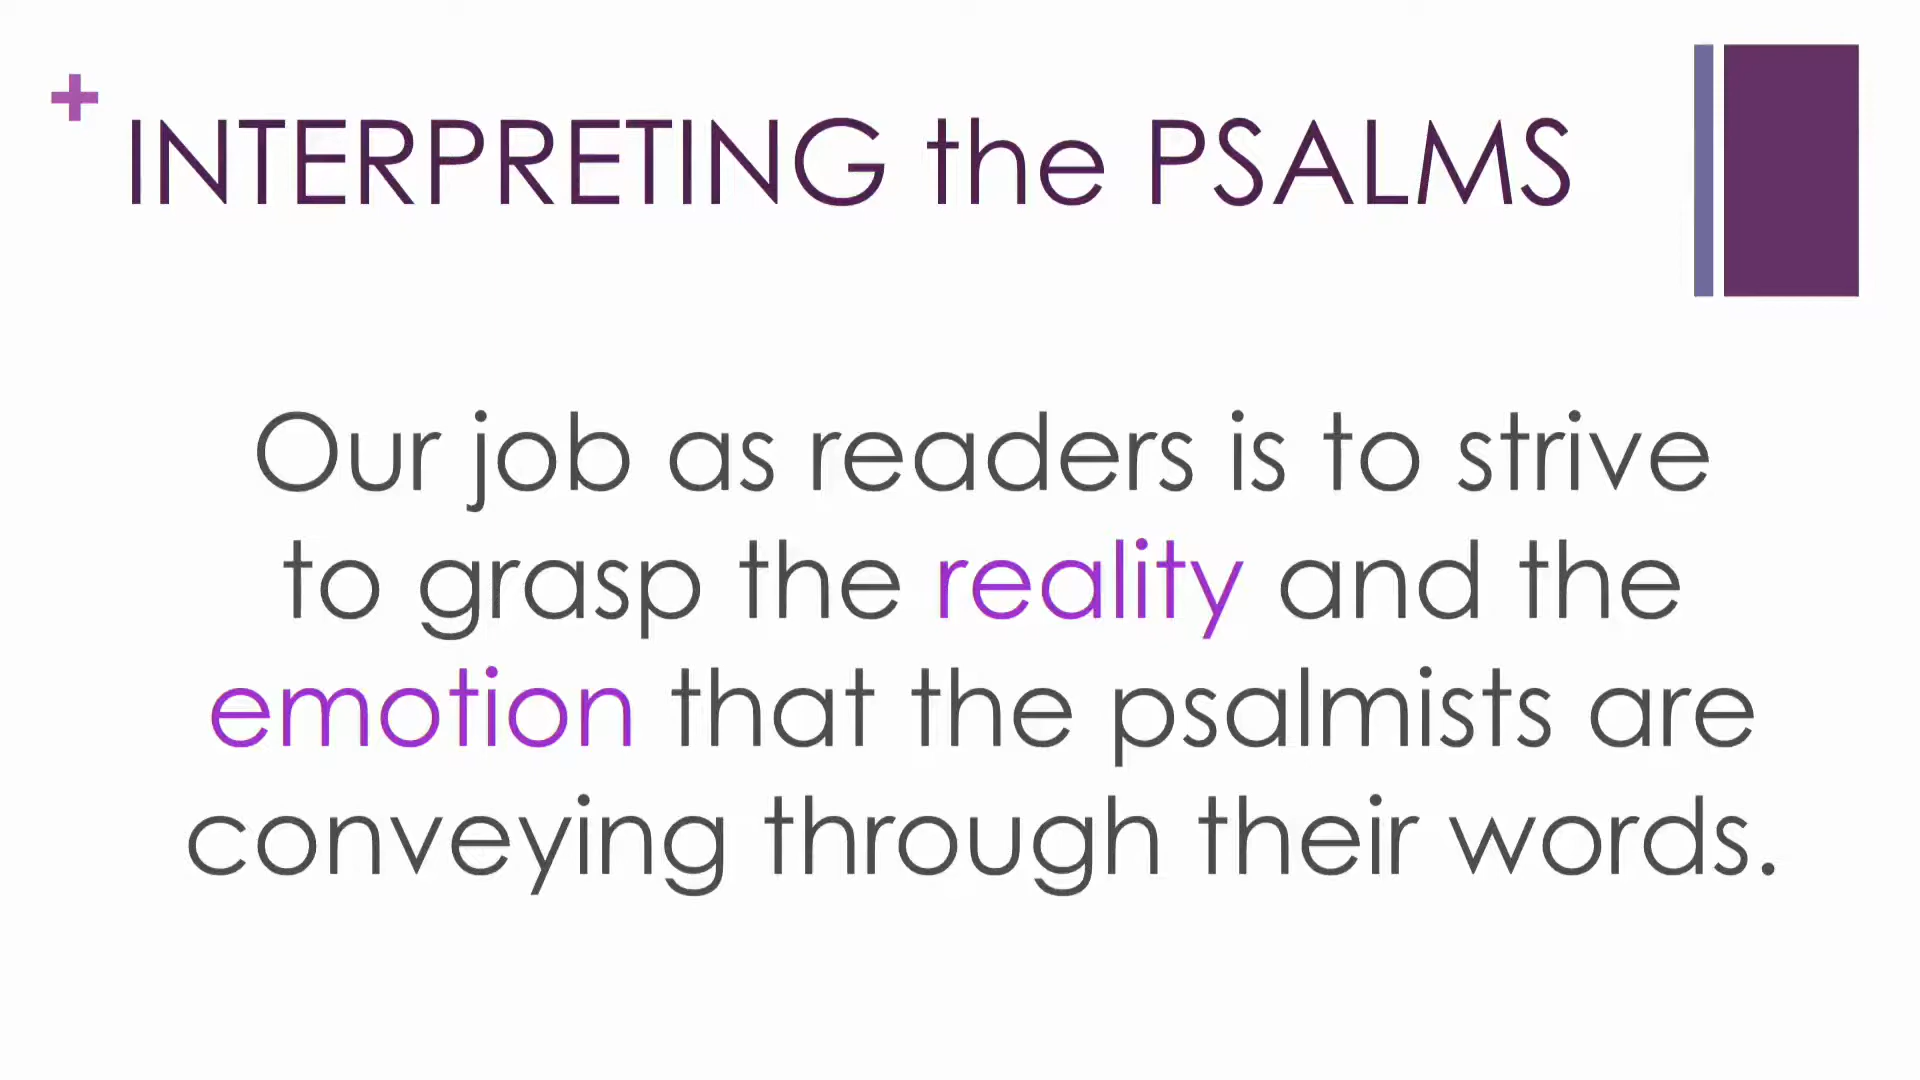 +
INTERPRETING the PSALMS
Our job as readers is to strive
to grasp the reality and the
emotion that the psalmists are
conveying through their words.